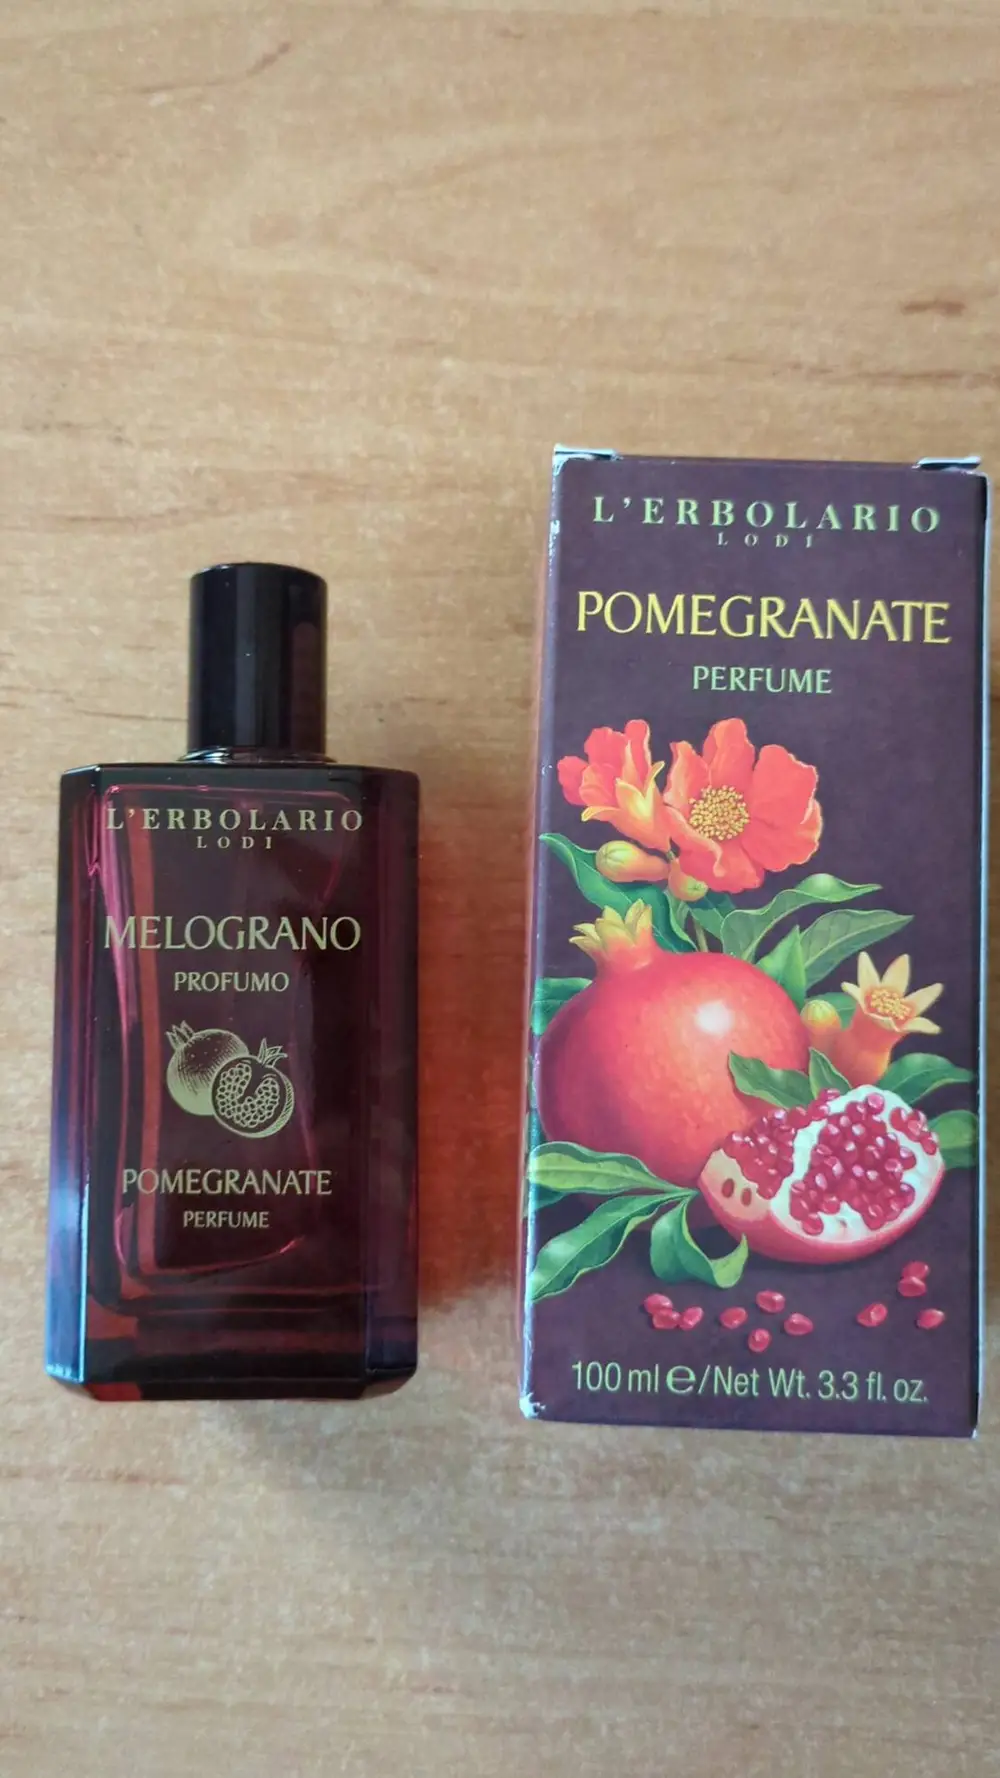 L'ERBOLARIO
LODI
MELOGRANO
PROFUMO
POMEGRANATE
PERFUME
L'ERBOLARIO
LODI
POMEGRANATE
PERFUME
100 ml ℮/Net Wt. 3.3 fl. oz.